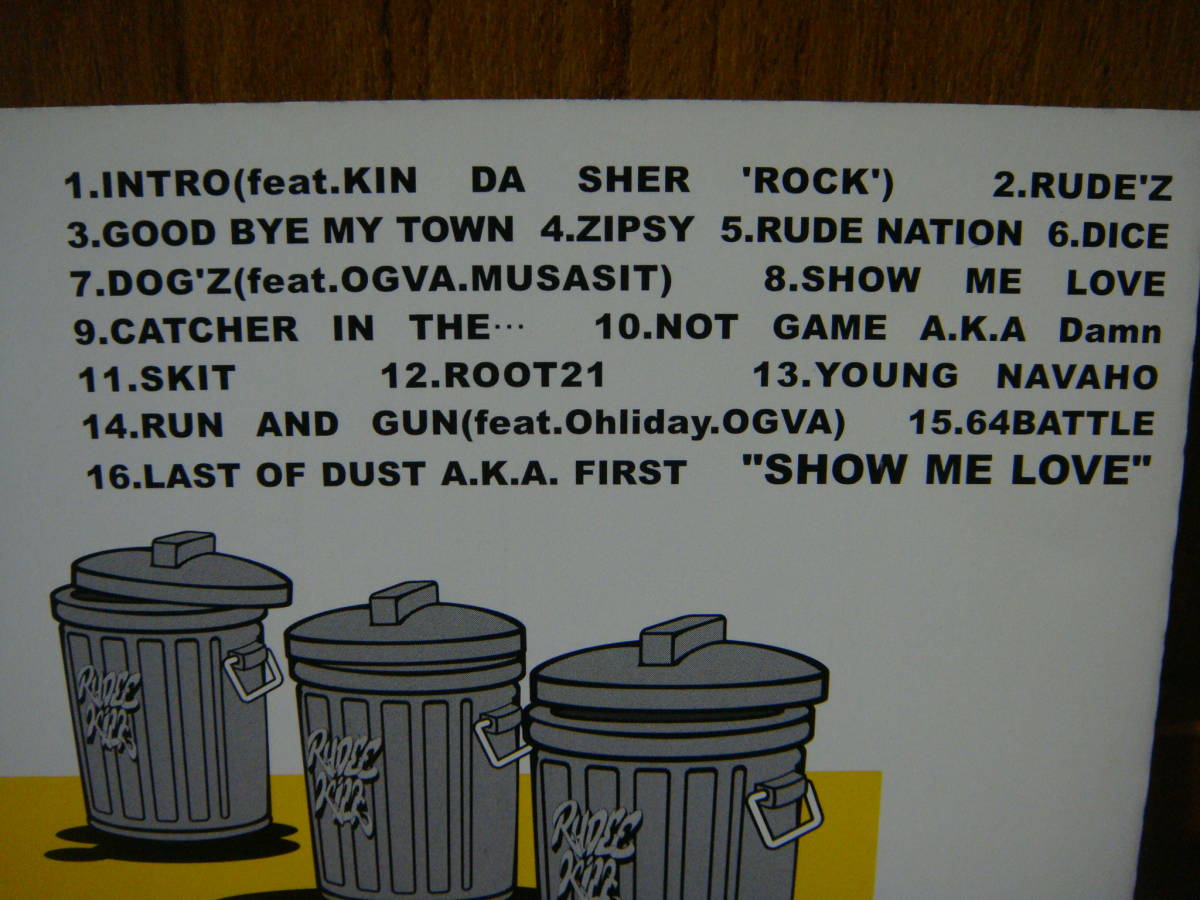 1.INTRO(feat.KIN DA SHER 'ROCK') 2.RUDE'Z
3.GOOD BYE MY TOWN 4.ZIPSY 5.RUDE NATION 6.DICE
7.DOG'Z(feat.OGVA.MUSASIT) 8.SHOW ME LOVE
9.CATCHER IN THE… 10.NOT GAME A.K.A Damn
11.SKIT 12.ROOT21 13.YOUNG NAVAHO
14.RUN AND GUN(feat.Ohliday.OGVA) 15.64BATTLE
16.LAST OF DUST A.K.A. FIRST "SHOW ME LOVE"
RUDEE
RUDEE
RUDEE